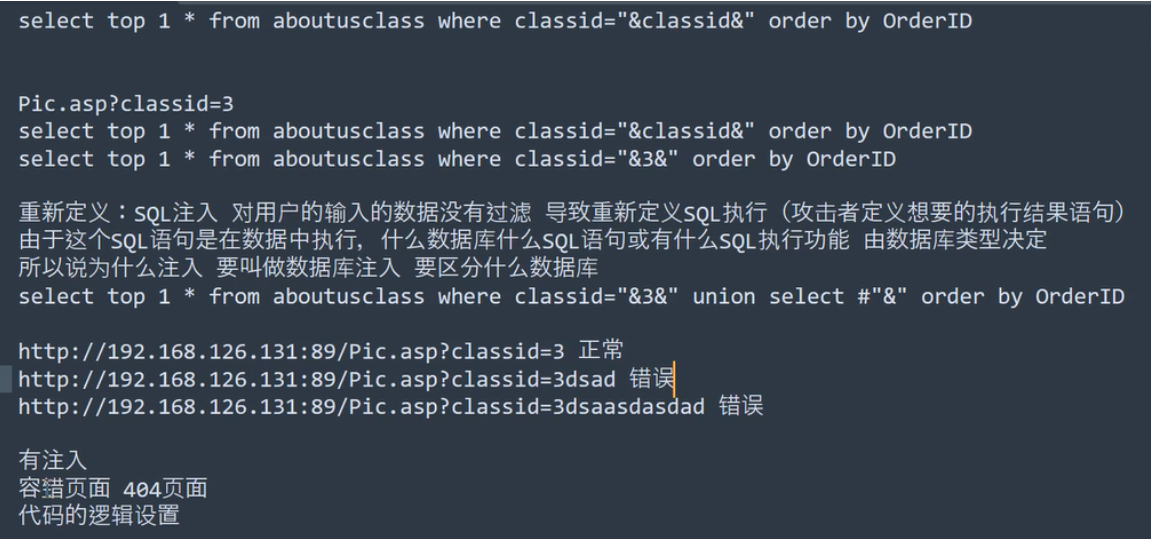 select top 1 * from aboutusclass where classid="&classid&" order by OrderID
Pic.asp?classid=3
select top 1 * from aboutusclass where classid="&classid&" order by OrderID
select top 1 * from aboutusclass where classid="&3&" order by OrderID
重新定义：SQL注入 对用户的输入的数据没有过滤 导致重新定义SQL执行（攻击者定义想要的执行结果语句）
由于这个SQL语句是在数据中执行，什么数据库什么SQL语句或有什么SQL执行功能 由数据库类型决定
所以说为什么注入 要叫做数据库注入 要区分什么数据库
select top 1 * from aboutusclass where classid="&3&" union select #"&" order by OrderID
http://192.168.126.131:89/Pic.asp?classid=3 正常
http://192.168.126.131:89/Pic.asp?classid=3dsad 错误
http://192.168.126.131:89/Pic.asp?classid=3dsaasdasdad 错误
有注入
容错页面 404页面
代码的逻辑设置